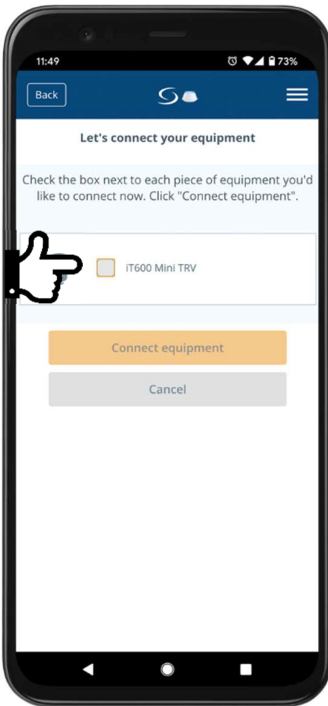 11:49
73%
Back
Let's connect your equipment
Check the box next to each piece of equipment you'd
like to connect now. Click "Connect equipment".
iT600 Mini TRV
Connect equipment
Cancel